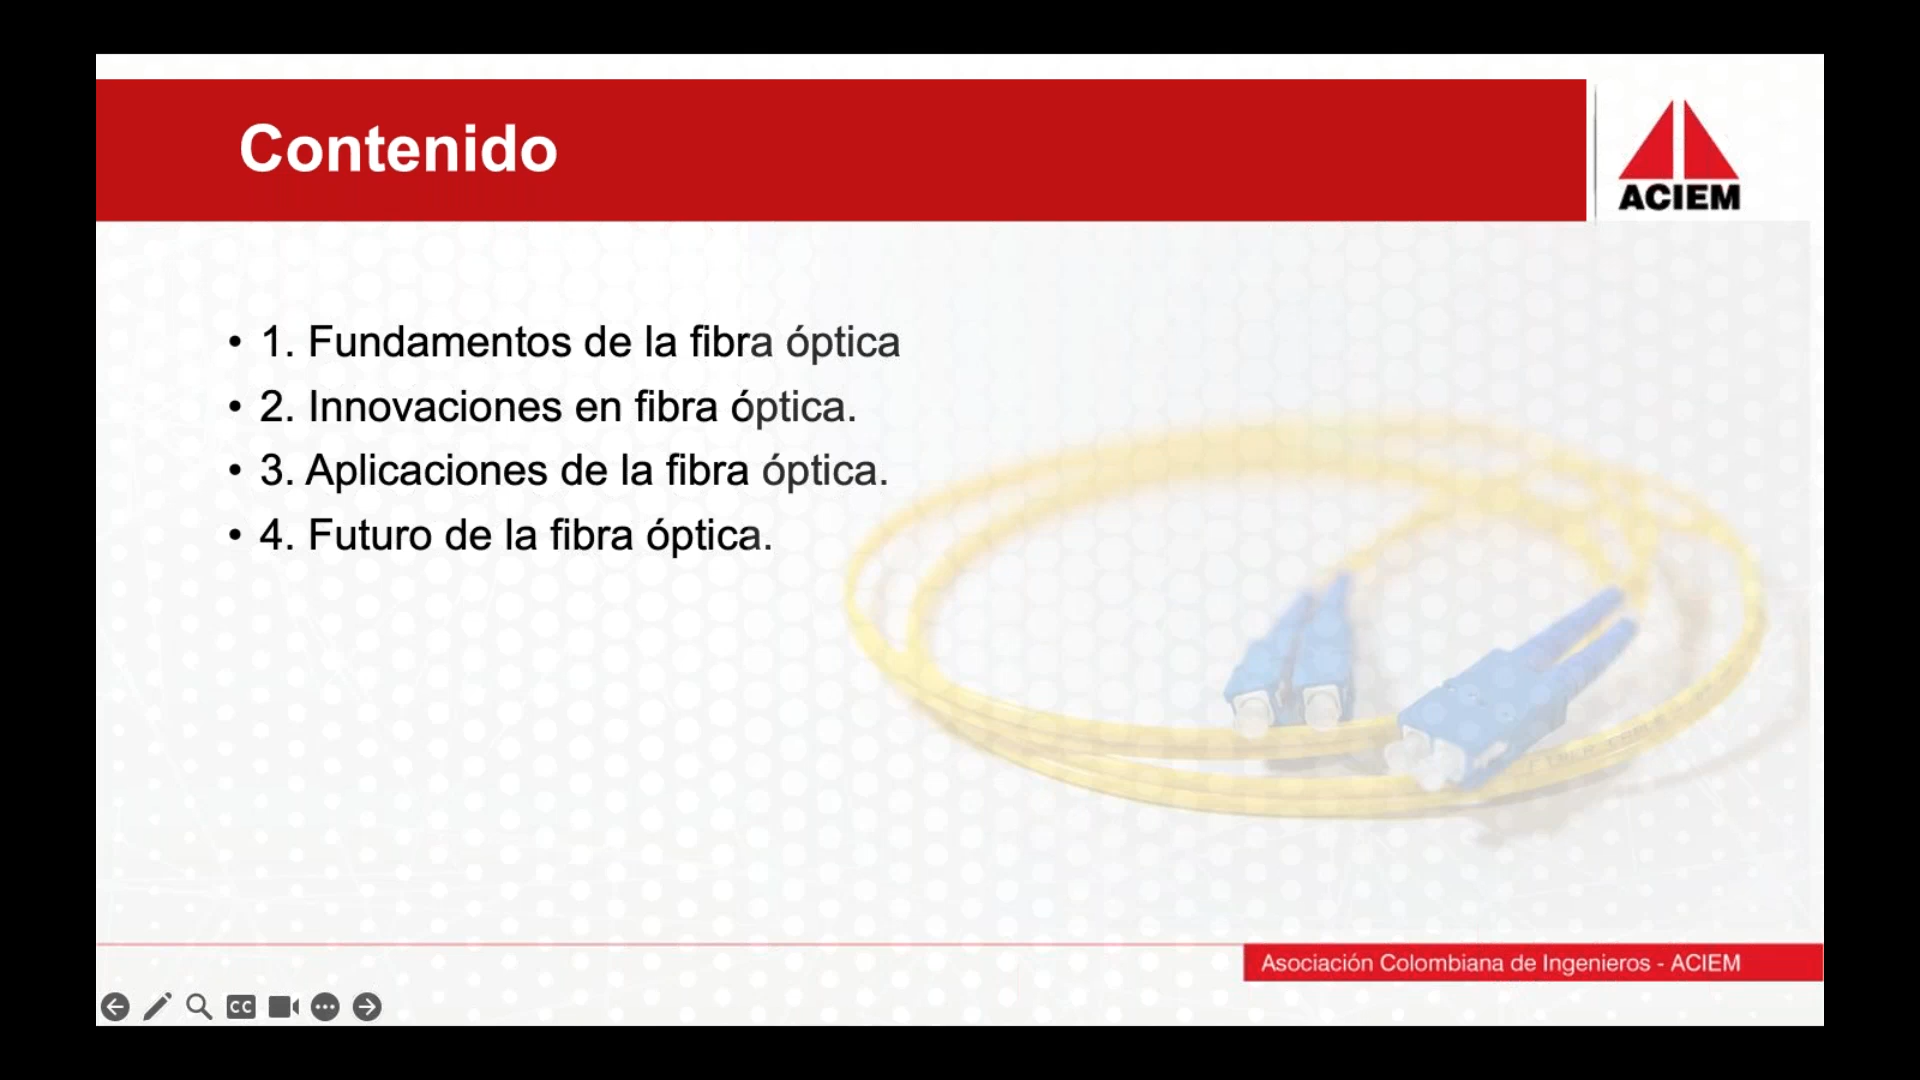 Contenido
ACIEM
• 1. Fundamentos de la fibra óptica
• 2. Innovaciones en fibra óptica.
• 3. Aplicaciones de la fibra óptica.
• 4. Futuro de la fibra óptica.
Asociación Colombiana de Ingenieros - ACIEM
CC